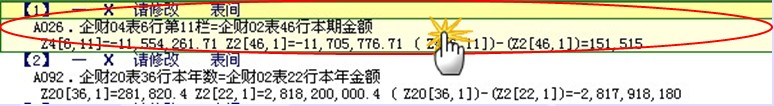 【1】 — X 请修改 表间
A026．企财04表6行第11栏=企财02表46行本期金额
Z4[6,11]=-11,554,261.71 Z2[46,1]=-11,705,776.71 ( Z 11])-(Z2[46,1])=151,515
【2】 — X 请修改 表间
A092．企财20表36行本年数=企财02表22行本年金额
Z20[36,1]=281,820.4 Z2[22,1]=2,818,200,000.4 ( Z20[36,1])-(Z2[22,1])=-2,817,918,180